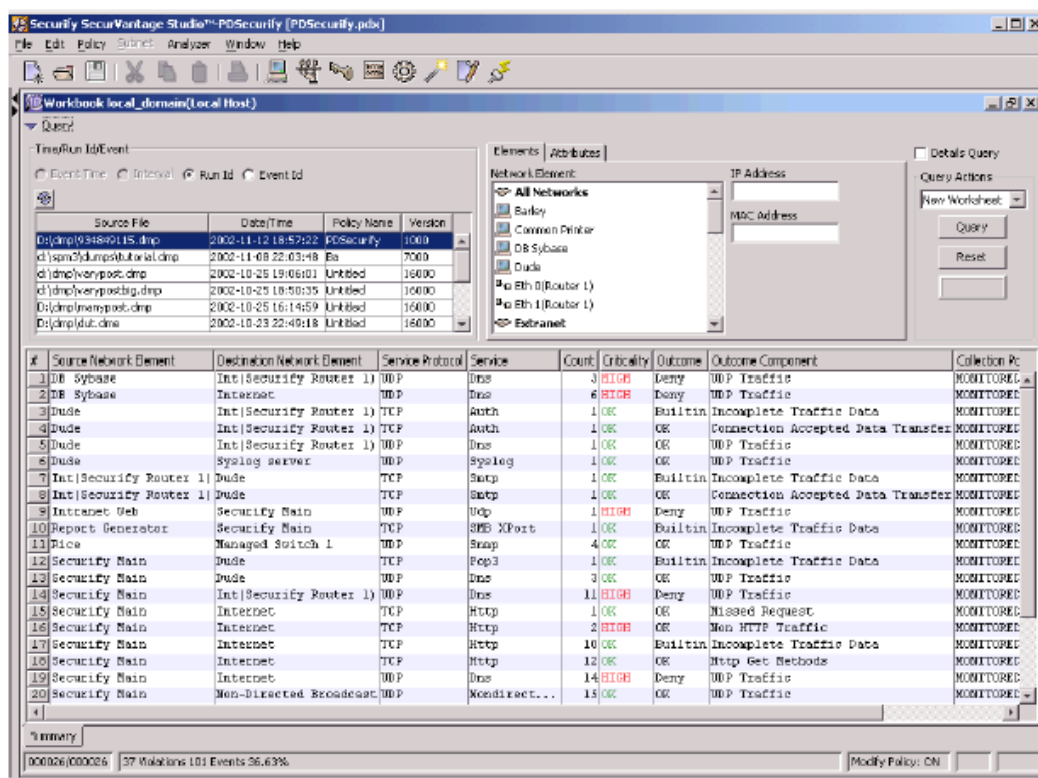 Securify SecurVantage Studio™-PDSecurify [PDSecurify.pdx]
File Edit Policy Subnet Analyzer Window Help
Workbook local_domain(Local Host)
Query
Time/Run Id/Event
Event Time Interval Run Id Event Id
Source File Date/Time Policy Name Version
D:\dmp\934849115.dmp 2002-11-12 18:57:22 PDSecurify 1000
d:\spm3\dumps\tutorial.dmp 2002-11-08 22:03:48 Ba 7000
d:\dmp\varypost.dmp 2002-10-25 19:06:01 Untitled 16000
d:\dmp\varypostbig.dmp 2002-10-25 18:50:35 Untitled 16000
D:\dmp\manypost.dmp 2002-10-25 16:14:59 Untitled 16000
D:\dmp\dut.dme 2002-10-23 22:49:18 Untitled 16000
Elements Attributes
Network Element
All Networks
Barley
Common Printer
DB Sybase
Dude
Eth 0(Router 1)
Eth 1(Router 1)
Extranet
IP Address
MAC Address
Details Query
Query Actions
New Worksheet
Query
Reset
# Source Network Element Destination Network Element Service Protocol Service Count Criticality Outcome Outcome Component Collection Pc
1 DB Sybase Int|Securify Router 1) UDP Dns 3 HIGH Deny UDP Traffic MONITORED
2 DB Sybase Internet UDP Dns 6 HIGH Deny UDP Traffic MONITORED
3 Dude Int|Securify Router 1) TCP Auth 1 OK Builtin Incomplete Traffic Data MONITORED
4 Dude Int|Securify Router 1) TCP Auth 1 OK OK Connection Accepted Data Transfer MONITORED
5 Dude Int|Securify Router 1) UDP Dns 1 OK OK UDP Traffic MONITORED
6 Dude Syslog server UDP Syslog 1 OK OK UDP Traffic MONITORED
7 Int|Securify Router 1| Dude TCP Smtp 1 OK Builtin Incomplete Traffic Data MONITORED
8 Int|Securify Router 1| Dude TCP Smtp 1 OK OK Connection Accepted Data Transfer MONITORED
9 Intranet Web Securify Main UDP Udp 1 HIGH Deny UDP Traffic MONITORED
10 Report Generator Securify Main TCP SMB XPort 1 OK Builtin Incomplete Traffic Data MONITORED
11 Rice Managed Switch 1 UDP Snmp 4 OK OK UDP Traffic MONITORED
12 Securify Main Dude TCP Pop3 1 OK Builtin Incomplete Traffic Data MONITORED
13 Securify Main Dude UDP Dns 3 OK OK UDP Traffic MONITORED
14 Securify Main Int|Securify Router 1) UDP Dns 11 HIGH Deny UDP Traffic MONITORED
15 Securify Main Internet TCP Http 1 OK OK Missed Request MONITORED
16 Securify Main Internet TCP Http 2 HIGH OK Non HTTP Traffic MONITORED
17 Securify Main Internet TCP Http 10 OK Builtin Incomplete Traffic Data MONITORED
18 Securify Main Internet TCP Http 12 OK OK Http Get Methods MONITORED
19 Securify Main Internet UDP Dns 14 HIGH Deny UDP Traffic MONITORED
20 Securify Main Non-Directed Broadcast UDP Nondirect... 15 OK OK UDP Traffic MONITORED
Summary
000026/000026 37 Violations 101 Events 36.63% Modify Policy: ON